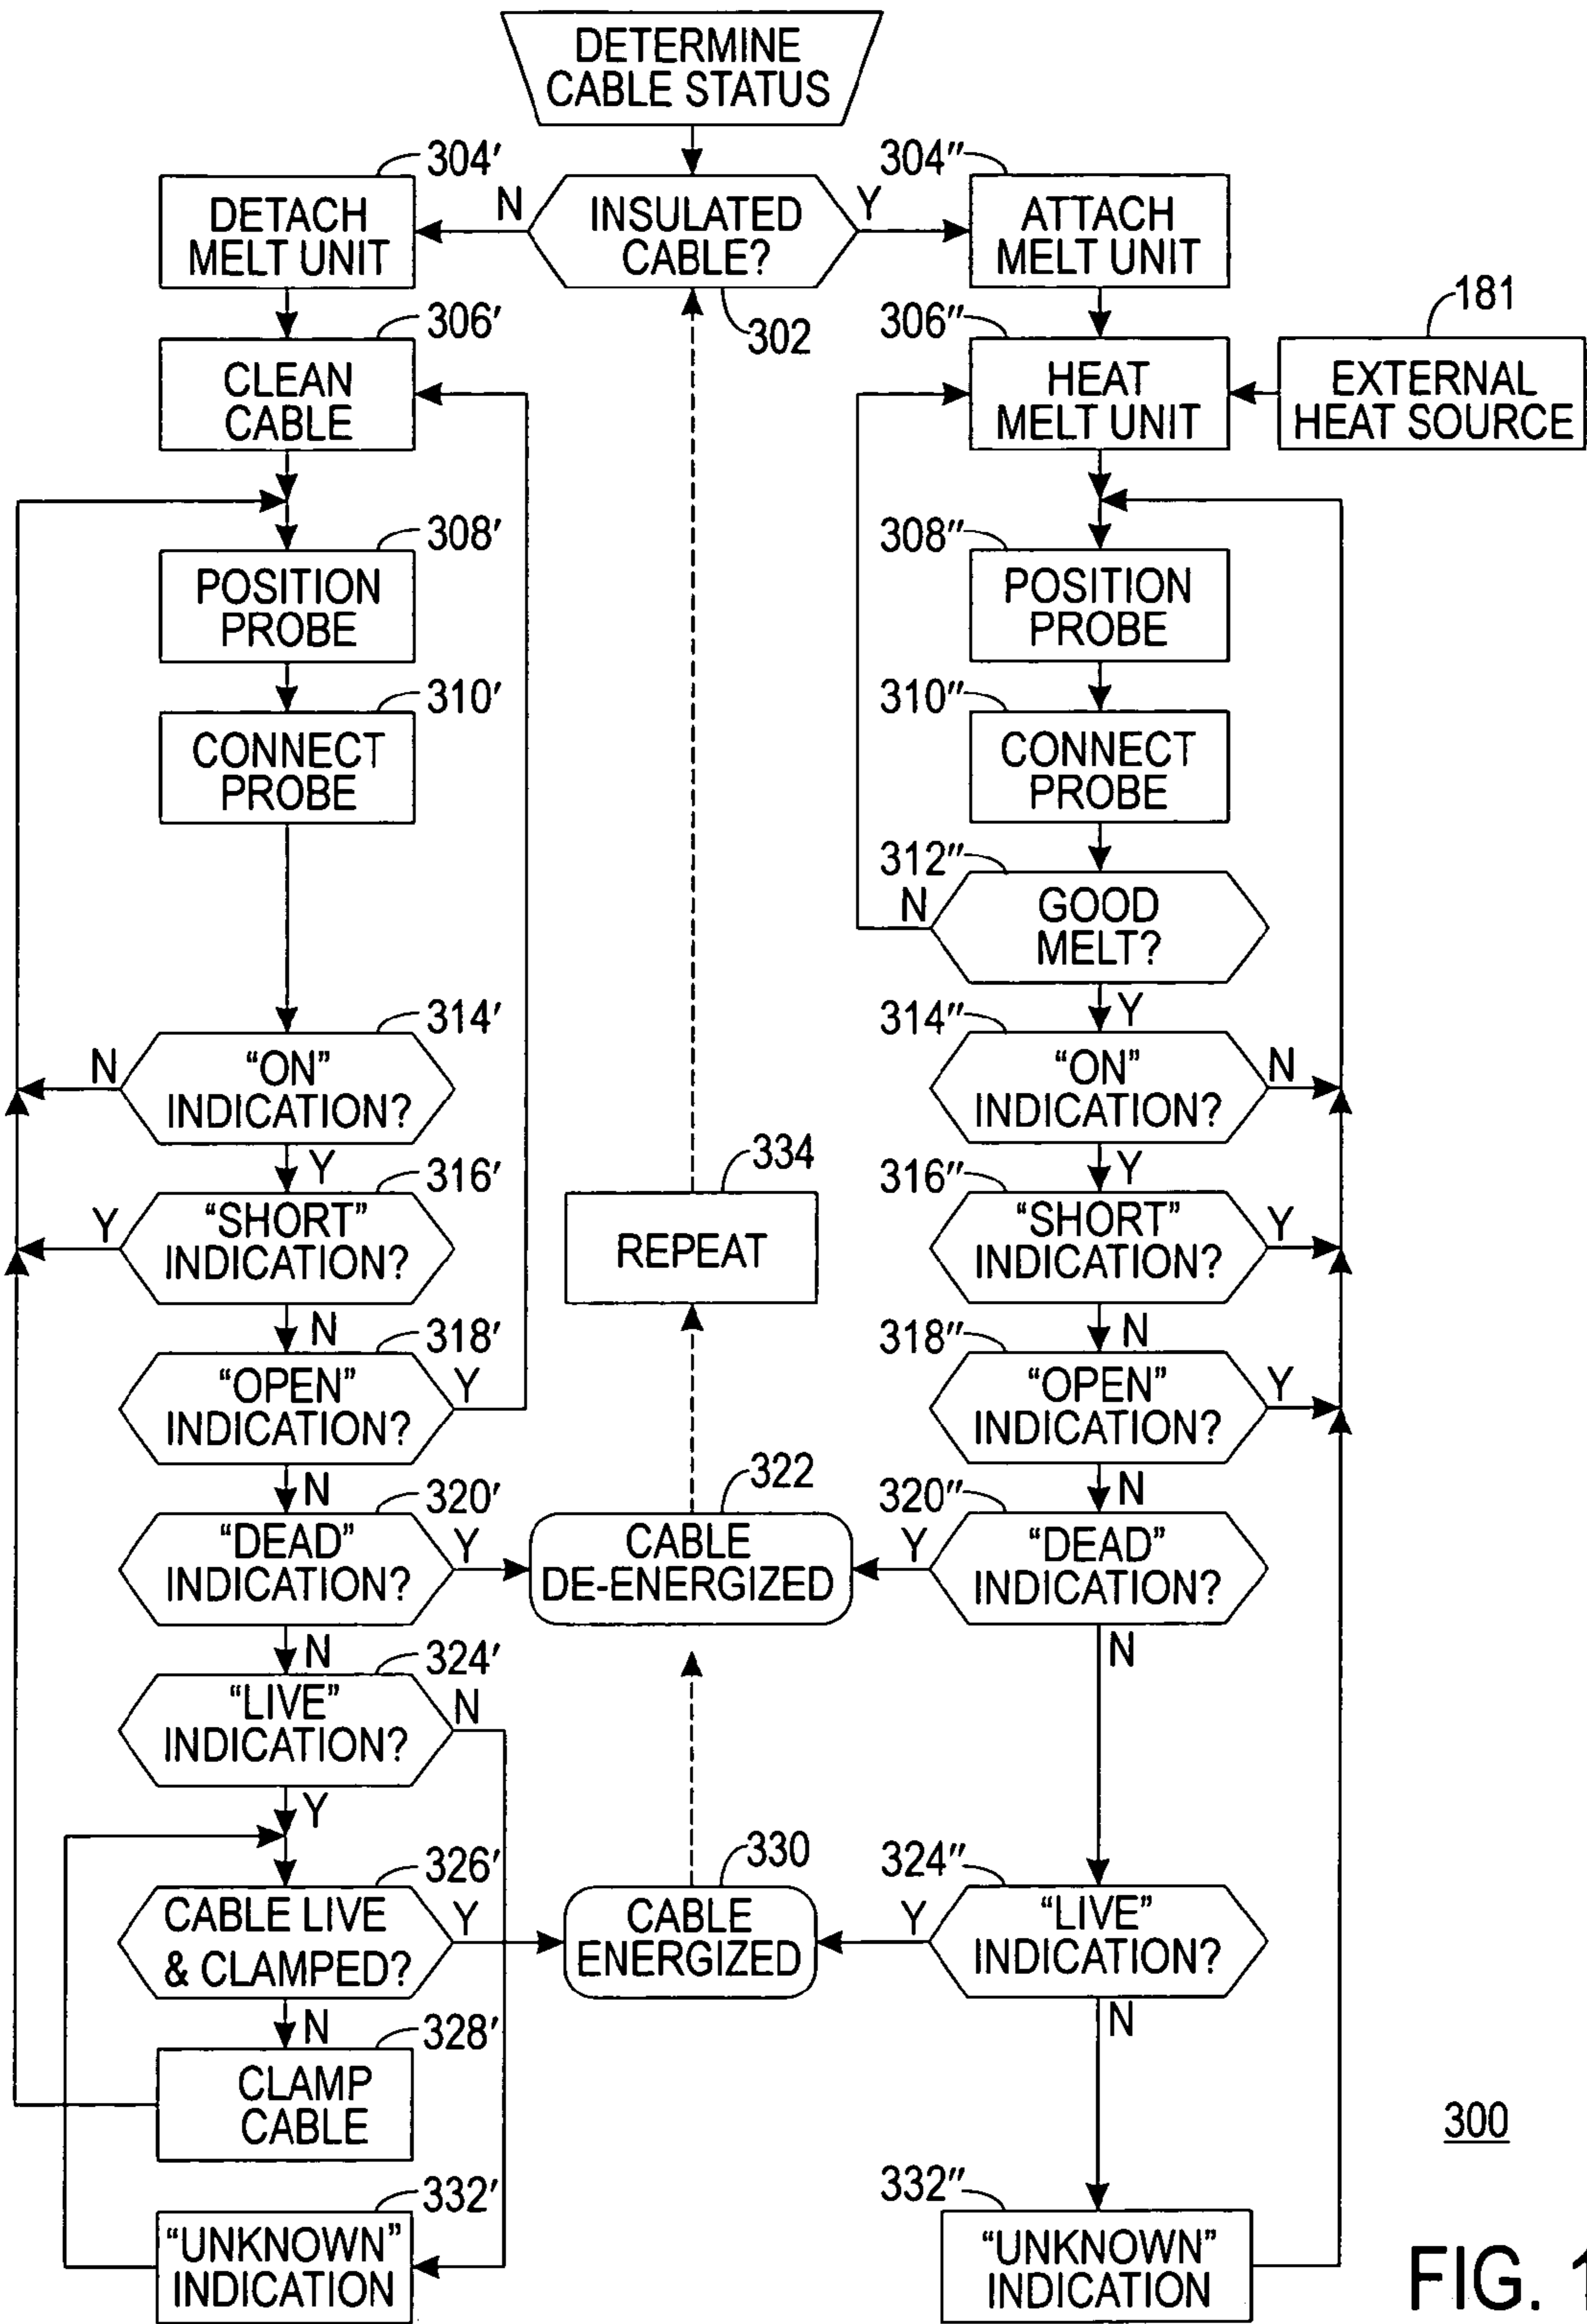 DETERMINE
CABLE STATUS
304'
304"
DETACH
MELT UNIT
N
INSULATED
CABLE?
Y
ATTACH
MELT UNIT
302
306'
306"
181
CLEAN
CABLE
HEAT
MELT UNIT
EXTERNAL
HEAT SOURCE
308'
308"
POSITION
PROBE
POSITION
PROBE
310'
310"
CONNECT
PROBE
CONNECT
PROBE
312"
N
GOOD
MELT?
Y
314'
314"
N
“ON”
INDICATION?
“ON”
INDICATION?
N
Y
Y
316'
334
316"
Y
“SHORT”
INDICATION?
REPEAT
“SHORT”
INDICATION?
Y
N
N
318'
318"
“OPEN”
INDICATION?
Y
“OPEN”
INDICATION?
Y
N
N
320'
322
320"
“DEAD”
INDICATION?
Y
CABLE
DE-ENERGIZED
Y
“DEAD”
INDICATION?
N
N
324'
“LIVE”
INDICATION?
N
Y
326'
330
324"
CABLE LIVE
& CLAMPED?
Y
CABLE
ENERGIZED
Y
“LIVE”
INDICATION?
N
N
328'
CLAMP
CABLE
300
332'
332"
“UNKNOWN”
INDICATION
“UNKNOWN”
INDICATION
FIG. 1